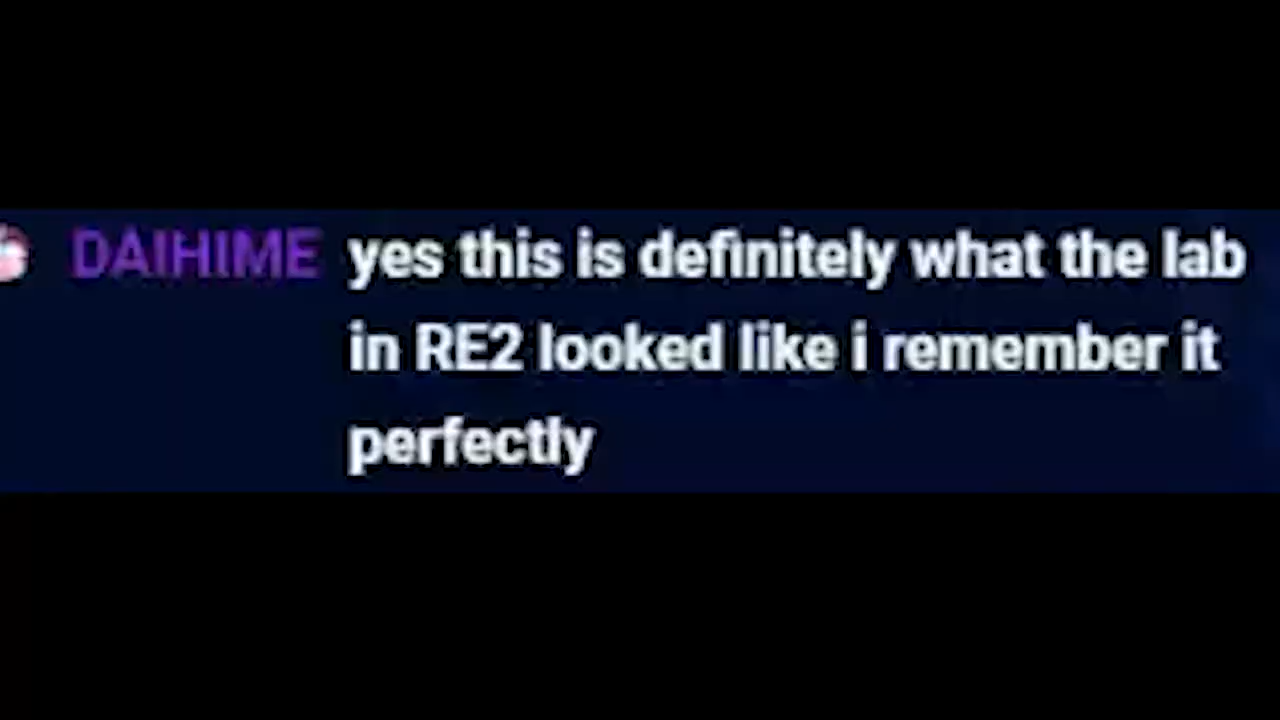 DAIHIME yes this is definitely what the lab
in RE2 looked like i remember it
perfectly